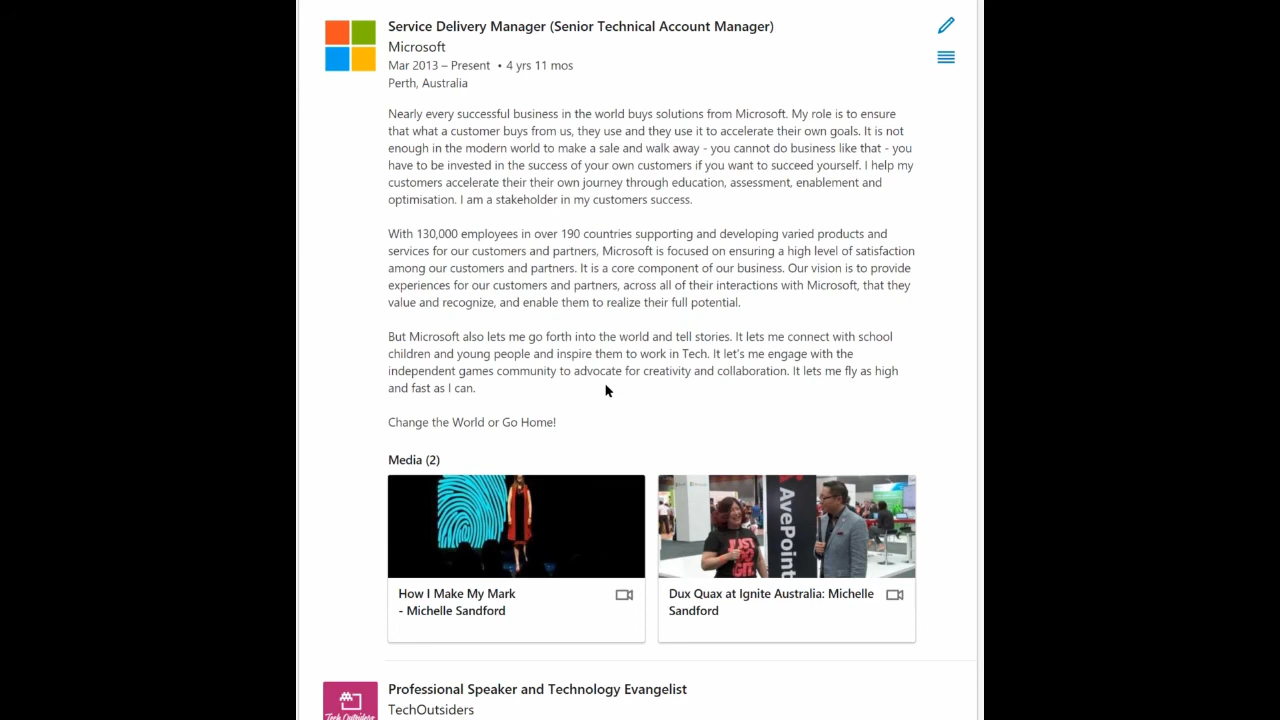 Service Delivery Manager (Senior Technical Account Manager)
Microsoft
Mar 2013 – Present • 4 yrs 11 mos
Perth, Australia
Nearly every successful business in the world buys solutions from Microsoft. My role is to ensure
that what a customer buys from us, they use and they use it to accelerate their own goals. It is not
enough in the modern world to make a sale and walk away - you cannot do business like that - you
have to be invested in the success of your own customers if you want to succeed yourself. I help my
customers accelerate their their own journey through education, assessment, enablement and
optimisation. I am a stakeholder in my customers success.
With 130,000 employees in over 190 countries supporting and developing varied products and
services for our customers and partners, Microsoft is focused on ensuring a high level of satisfaction
among our customers and partners. It is a core component of our business. Our vision is to provide
experiences for our customers and partners, across all of their interactions with Microsoft, that they
value and recognize, and enable them to realize their full potential.
But Microsoft also lets me go forth into the world and tell stories. It lets me connect with school
children and young people and inspire them to work in Tech. It let's me engage with the
independent games community to advocate for creativity and collaboration. It lets me fly as high
and fast as I can.
Change the World or Go Home!
Media (2)
AvePoint
JUST
GIT.
How I Make My Mark
- Michelle Sandford
Dux Quax at Ignite Australia: Michelle
Sandford
Professional Speaker and Technology Evangelist
TechOutsiders
Tech Outsiders